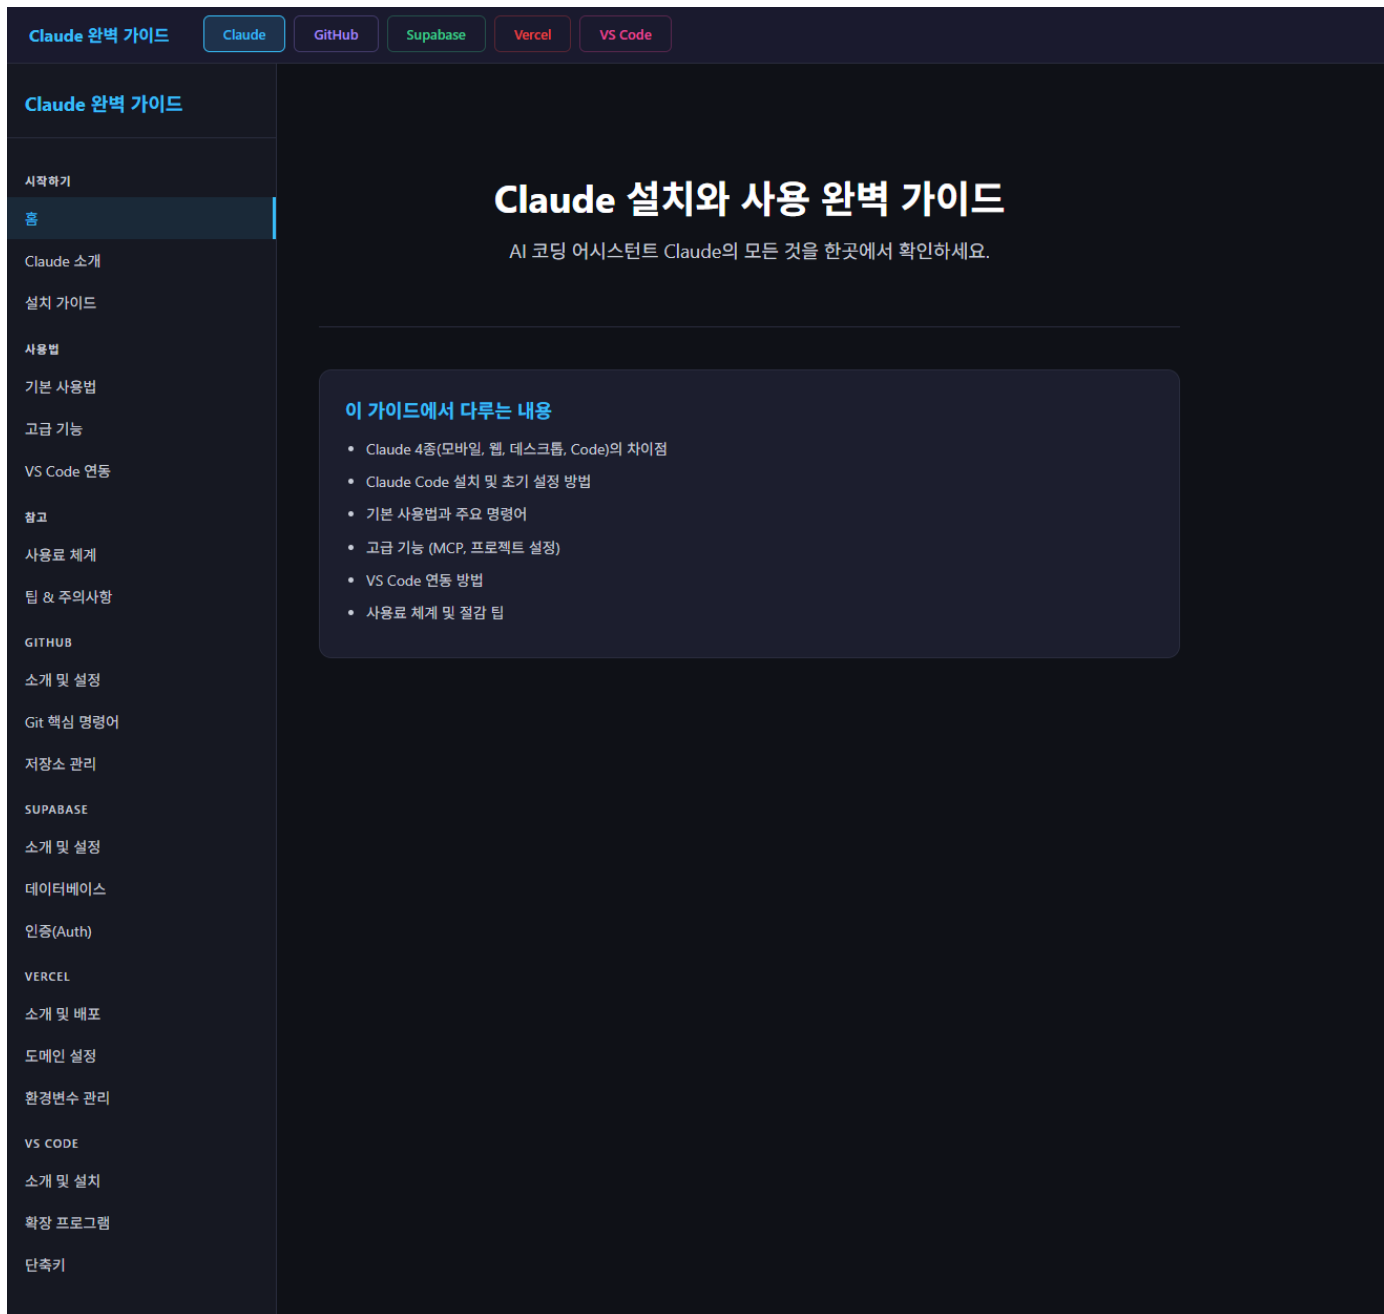 Claude 완벽 가이드
Claude
GitHub
Supabase
Vercel
VS Code
Claude 완벽 가이드
시작하기
홈
Claude 소개
설치 가이드
사용법
기본 사용법
고급 기능
VS Code 연동
참고
사용료 체계
팁 & 주의사항
GITHUB
소개 및 설정
Git 핵심 명령어
저장소 관리
SUPABASE
소개 및 설정
데이터베이스
인증(Auth)
VERCEL
소개 및 배포
도메인 설정
환경변수 관리
VS CODE
소개 및 설치
확장 프로그램
단축키
Claude 설치와 사용 완벽 가이드
AI 코딩 어시스턴트 Claude의 모든 것을 한곳에서 확인하세요.
이 가이드에서 다루는 내용
• Claude 4종(모바일, 웹, 데스크톱, Code)의 차이점
• Claude Code 설치 및 초기 설정 방법
• 기본 사용법과 주요 명령어
• 고급 기능 (MCP, 프로젝트 설정)
• VS Code 연동 방법
• 사용료 체계 및 절감 팁